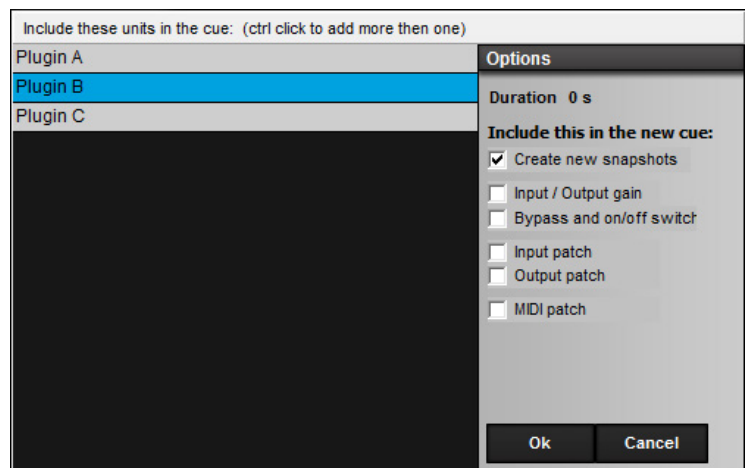 Include these units in the cue: (ctrl click to add more then one)
Plugin A
Plugin B
Plugin C
Options
Duration 0 s
Include this in the new cue:
Create new snapshots
Input / Output gain
Bypass and on/off switch
Input patch
Output patch
MIDI patch
Ok Cancel